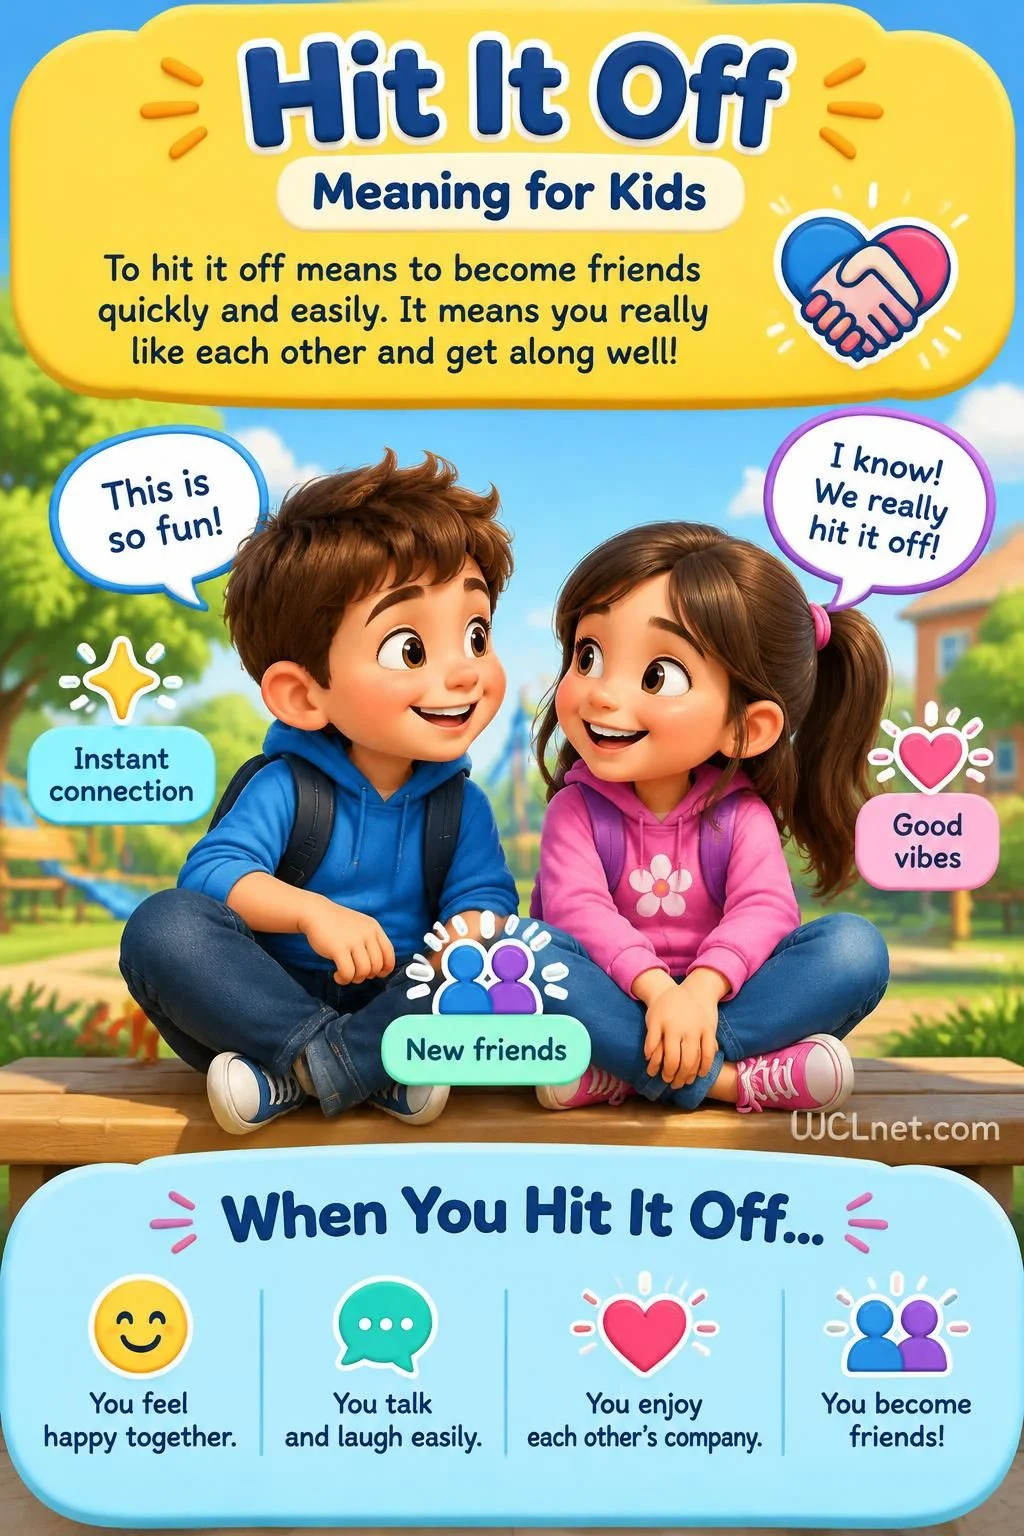 Hit It Off
Meaning for Kids
To hit it off means to become friends
quickly and easily. It means you really
like each other and get along well!
This is
so fun!
I know!
We really
hit it off!
Instant
connection
Good
vibes
New friends
WCLnet.com
When You Hit It Off...
You feel
happy together.
You talk
and laugh easily.
You enjoy
each other's company.
You become
friends!